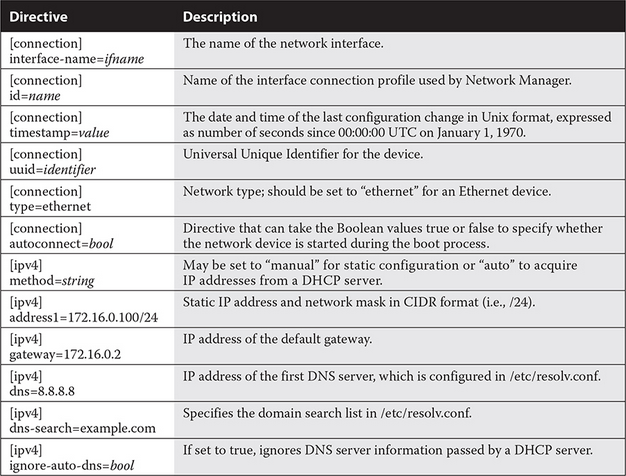 Directive Description
[connection] The name of the network interface.
interface-name=ifname
[connection] Name of the interface connection profile used by Network Manager.
id=name
[connection] The date and time of the last configuration change in Unix format, expressed
timestamp=value as number of seconds since 00:00:00 UTC on January 1, 1970.
[connection] Universal Unique Identifier for the device.
uuid=identifier
[connection] Network type; should be set to “ethernet” for an Ethernet device.
type=ethernet
[connection] Directive that can take the Boolean values true or false to specify whether
autoconnect=bool the network device is started during the boot process.
[ipv4] May be set to “manual” for static configuration or “auto” to acquire
method=string IP addresses from a DHCP server.
[ipv4] Static IP address and network mask in CIDR format (i.e., /24).
address1=172.16.0.100/24
[ipv4] IP address of the default gateway.
gateway=172.16.0.2
[ipv4] IP address of the first DNS server, which is configured in /etc/resolv.conf.
dns=8.8.8.8
[ipv4] Specifies the domain search list in /etc/resolv.conf.
dns-search=example.com
[ipv4] If set to true, ignores DNS server information passed by a DHCP server.
ignore-auto-dns=bool